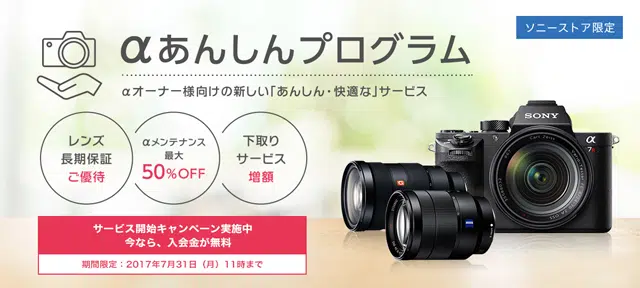 ソニーストア限定
αあんしんプログラム
αオーナー様向けの新しい「あんしん・快適な」サービス
レンズ
長期保証
ご優待
αメンテナンス
最大
50%OFF
下取り
サービス
増額
サービス開始キャンペーン実施中
今なら、入会金が無料
期間限定：2017年7月31日（月）11時まで
SONY
α
7R